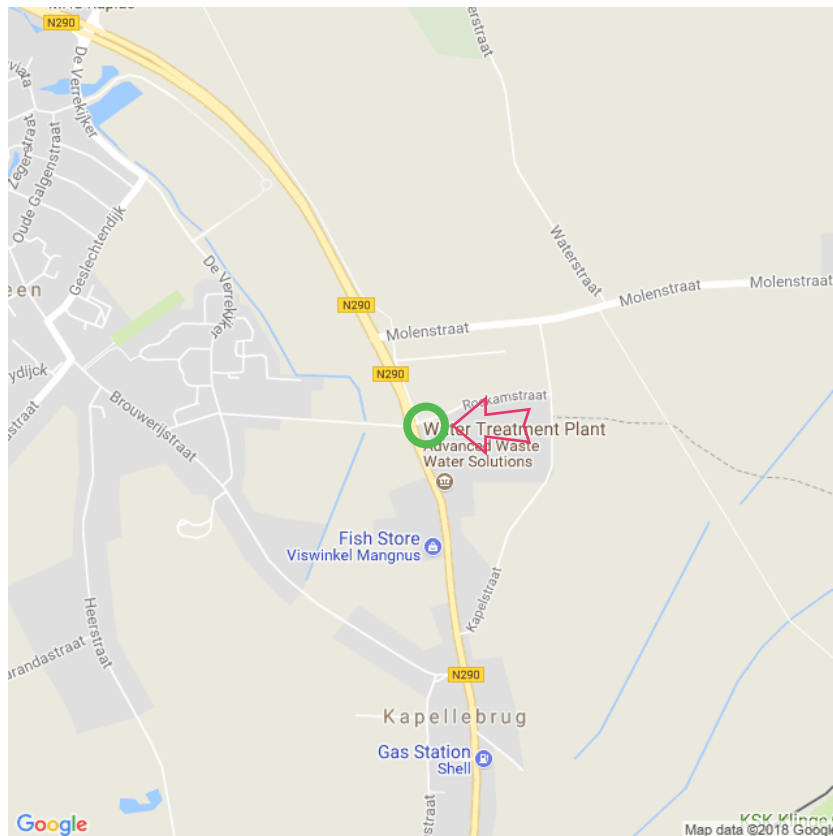 N290
De Verrekijker
Zegerstraat
Oude Galgenstraat
Geslechtendijk
De Verrekijker
Waterstraat
Molenstraat
Molenstraat
Molenstraat
N290
N290
Brouwerijstraat
Water Treatment Plant
Advanced Waste
Water Solutions
Fish Store
Viswinkel Mangnus
Kapelstraat
Heerstraat
N290
Kapellebrug
Gas Station
Shell
Google
Map data ©2018 Google